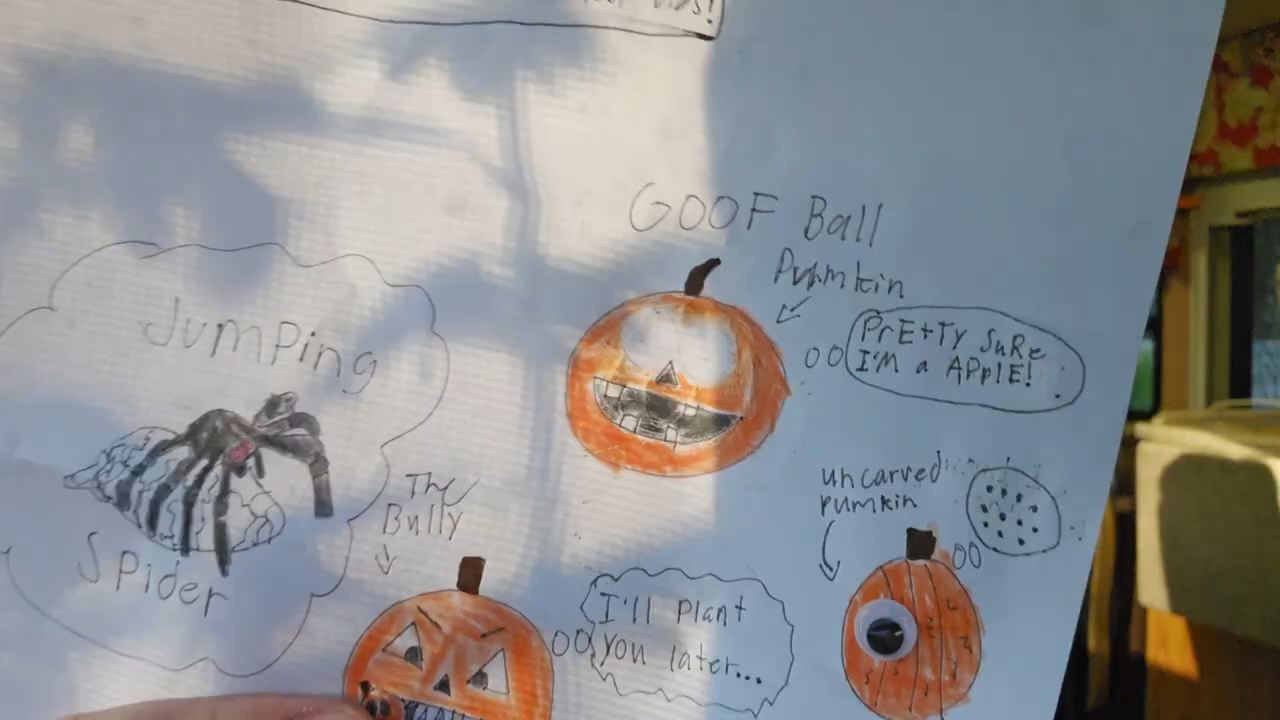 GOOF Ball
Pumkin
PrEtTY SuRe
I'M a APPlE!
JumPing
SPider
The
Bully
I'll Plant
you later...
uncarved
pumkin